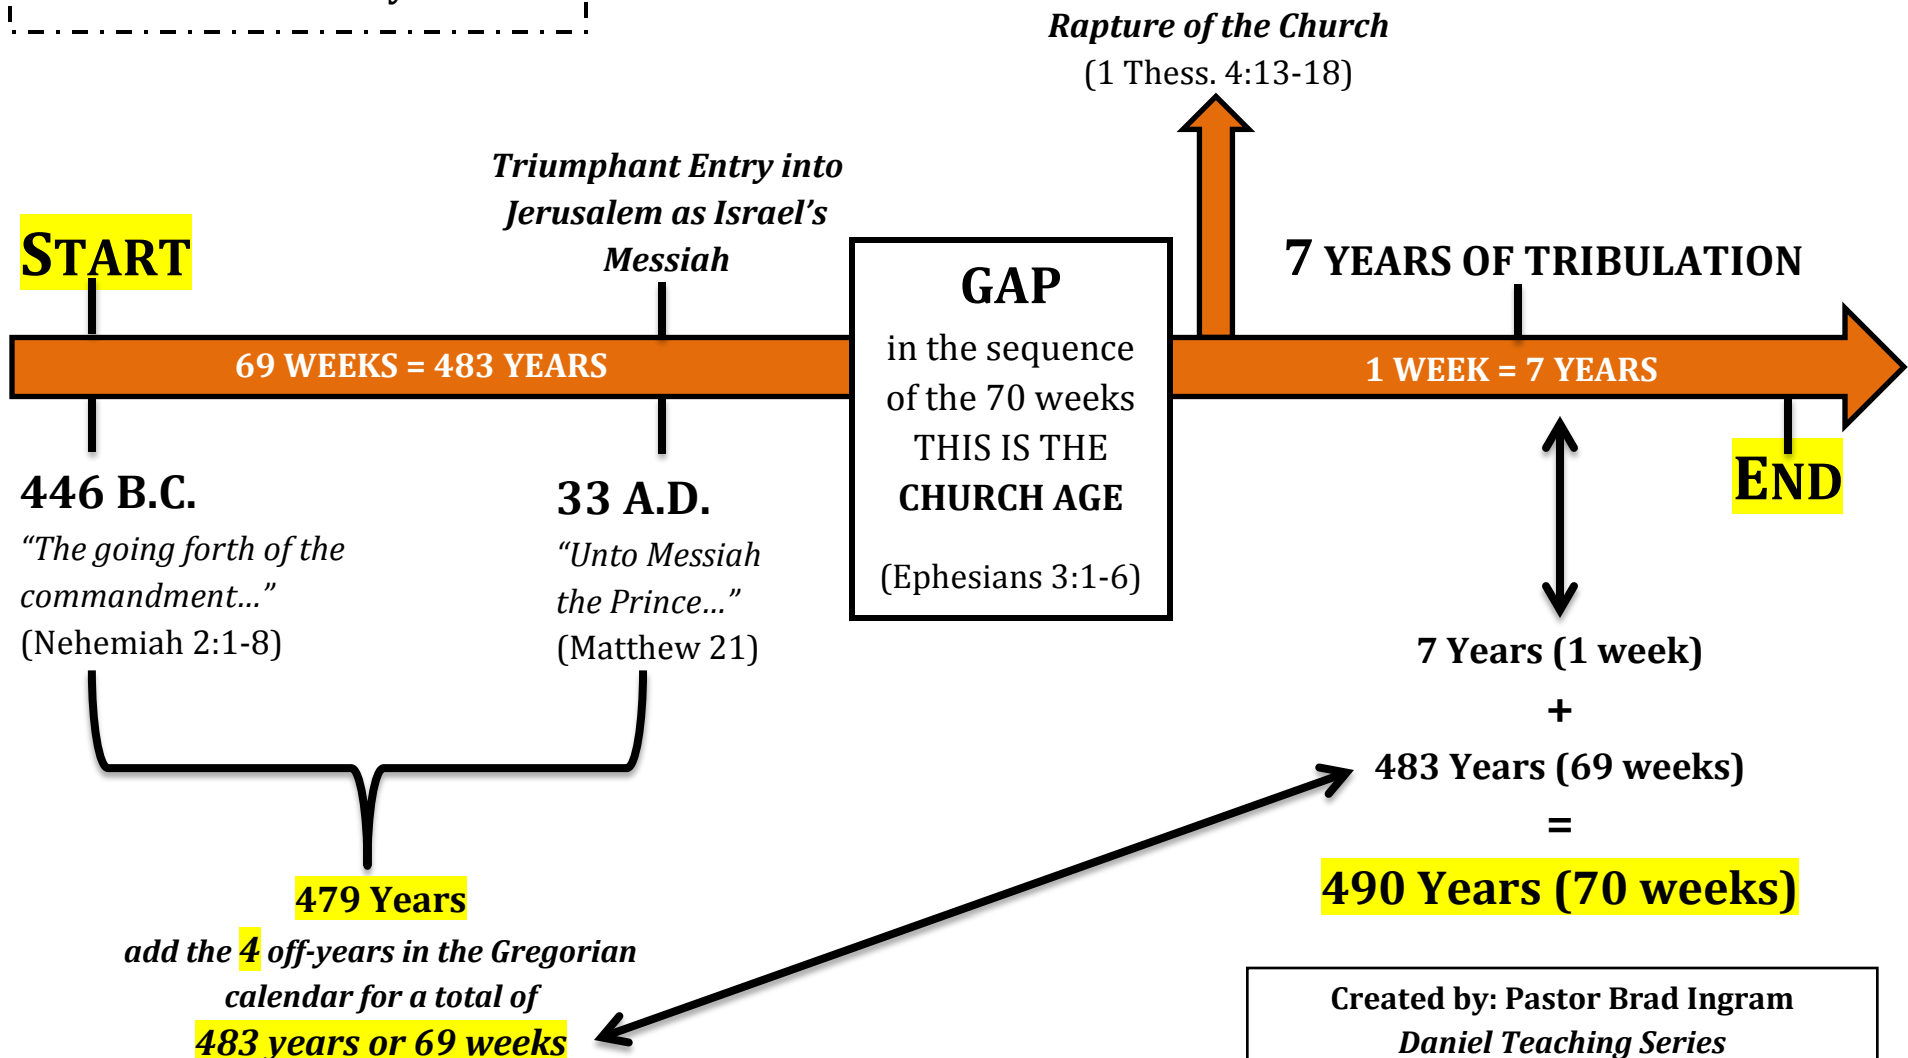 Rapture of the Church
(1 Thess. 4:13-18)
Triumphant Entry into
Jerusalem as Israel’s
Messiah
START
7 YEARS OF TRIBULATION
69 WEEKS = 483 YEARS
GAP
in the sequence
of the 70 weeks
THIS IS THE
CHURCH AGE
(Ephesians 3:1-6)
1 WEEK = 7 YEARS
END
446 B.C.
“The going forth of the
commandment…”
(Nehemiah 2:1-8)
33 A.D.
“Unto Messiah
the Prince…”
(Matthew 21)
7 Years (1 week)
+
483 Years (69 weeks)
=
490 Years (70 weeks)
479 Years
add the 4 off-years in the Gregorian
calendar for a total of
483 years or 69 weeks
Created by: Pastor Brad Ingram
Daniel Teaching Series